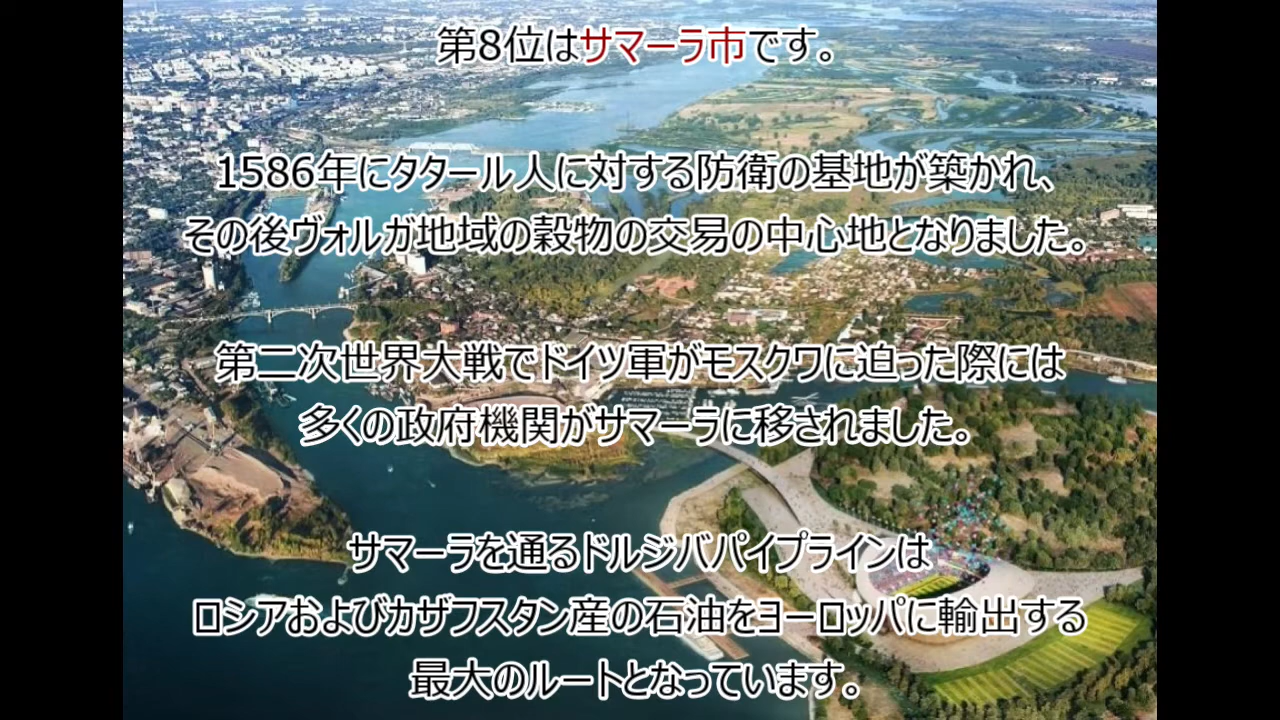 第8位はサマーラ市です。
1586年にタタール人に対する防衛の基地が築かれ、
その後ヴォルガ地域の穀物の交易の中心地となりました。
第二次世界大戦でドイツ軍がモスクワに迫った際には
多くの政府機関がサマーラに移されました。
サマーラを通るドルジバパイプラインは
ロシアおよびカザフスタン産の石油をヨーロッパに輸出する
最大のルートとなっています。